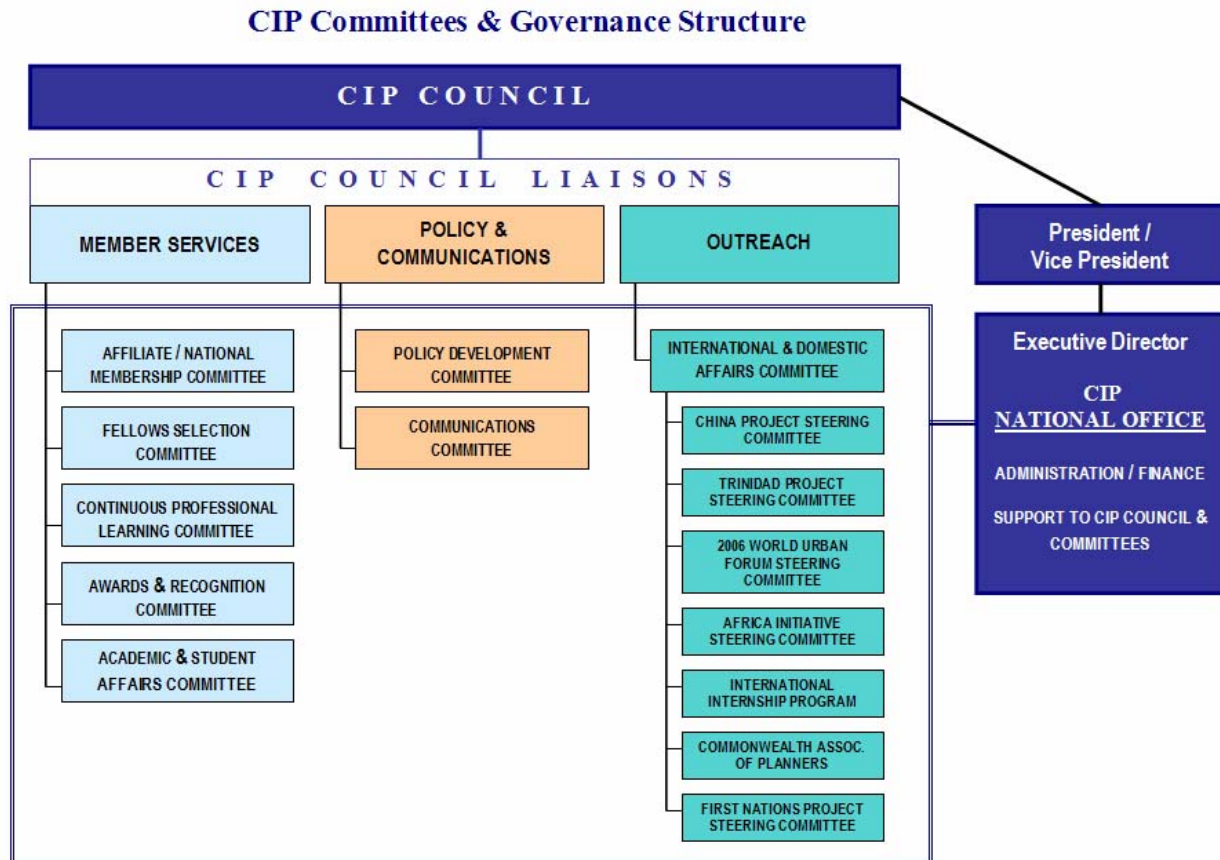 CIP Committees & Governance Structure
CIP COUNCIL
CIP COUNCIL LIAISONS
MEMBER SERVICES
POLICY &
COMMUNICATIONS
OUTREACH
President /
Vice President
AFFILIATE / NATIONAL
MEMBERSHIP COMMITTEE
FELLOWS SELECTION
COMMITTEE
CONTINUOUS PROFESSIONAL
LEARNING COMMITTEE
AWARDS & RECOGNITION
COMMITTEE
ACADEMIC & STUDENT
AFFAIRS COMMITTEE
POLICY DEVELOPMENT
COMMITTEE
COMMUNICATIONS
COMMITTEE
INTERNATIONAL & DOMESTIC
AFFAIRS COMMITTEE
CHINA PROJECT STEERING
COMMITTEE
TRINIDAD PROJECT
STEERING COMMITTEE
2006 WORLD URBAN
FORUM STEERING
COMMITTEE
AFRICA INITIATIVE
STEERING COMMITTEE
INTERNATIONAL
INTERNSHIP PROGRAM
COMMONWEALTH ASSOC.
OF PLANNERS
FIRST NATIONS PROJECT
STEERING COMMITTEE
Executive Director
CIP
NATIONAL OFFICE
ADMINISTRATION / FINANCE
SUPPORT TO CIP COUNCIL &
COMMITTEES